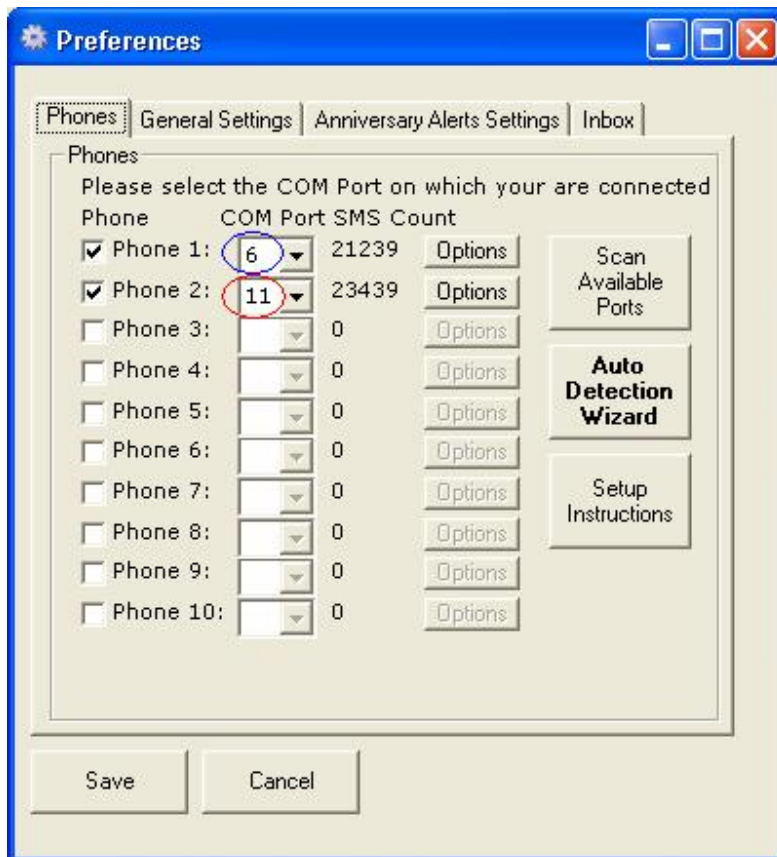 Preferences
Phones General Settings Anniversary Alerts Settings Inbox
Phones
Please select the COM Port on which your are connected
Phone COM Port SMS Count
Phone 1: 6 21239 Options
Phone 2: 11 23439 Options
Phone 3: 0 Options
Phone 4: 0 Options
Phone 5: 0 Options
Phone 6: 0 Options
Phone 7: 0 Options
Phone 8: 0 Options
Phone 9: 0 Options
Phone 10: 0 Options
Scan
Available
Ports
Auto
Detection
Wizard
Setup
Instructions
Save Cancel